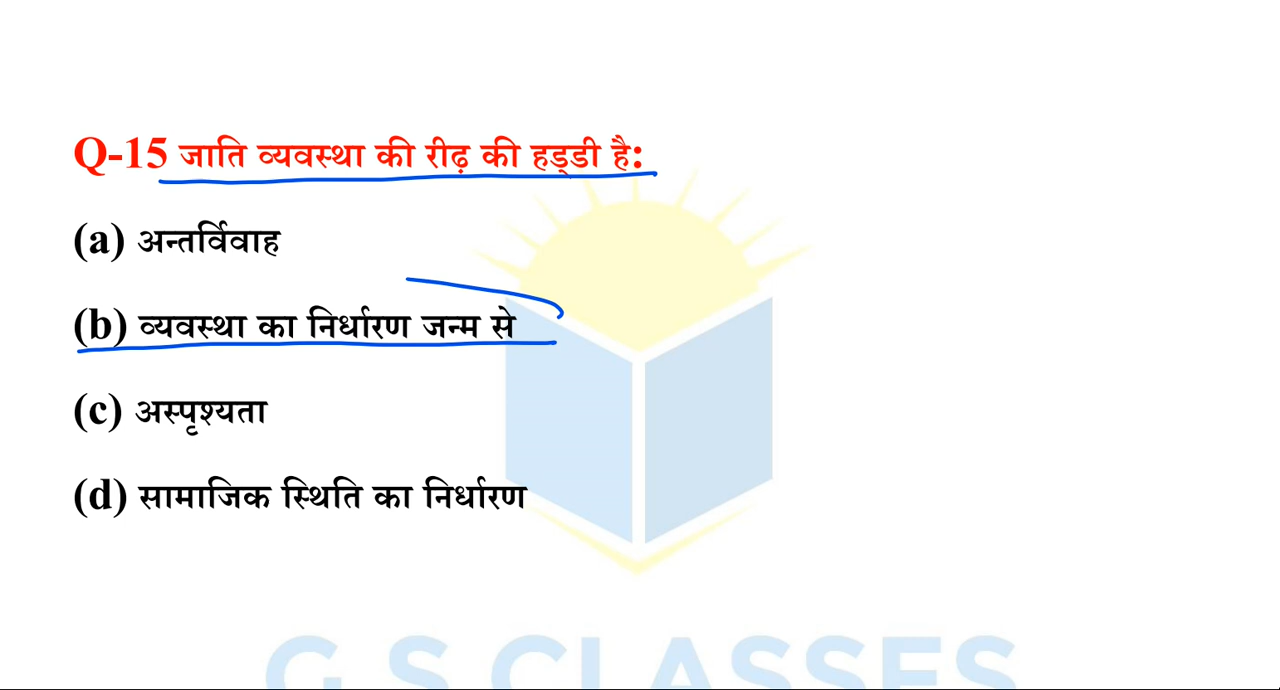 Q-15 जाति व्यवस्था की रीढ़ की हड्डी है:
(a) अन्तर्विवाह
(b) व्यवस्था का निर्धारण जन्म से
(c) अस्पृश्यता
(d) सामाजिक स्थिति का निर्धारण
G S CLASSES